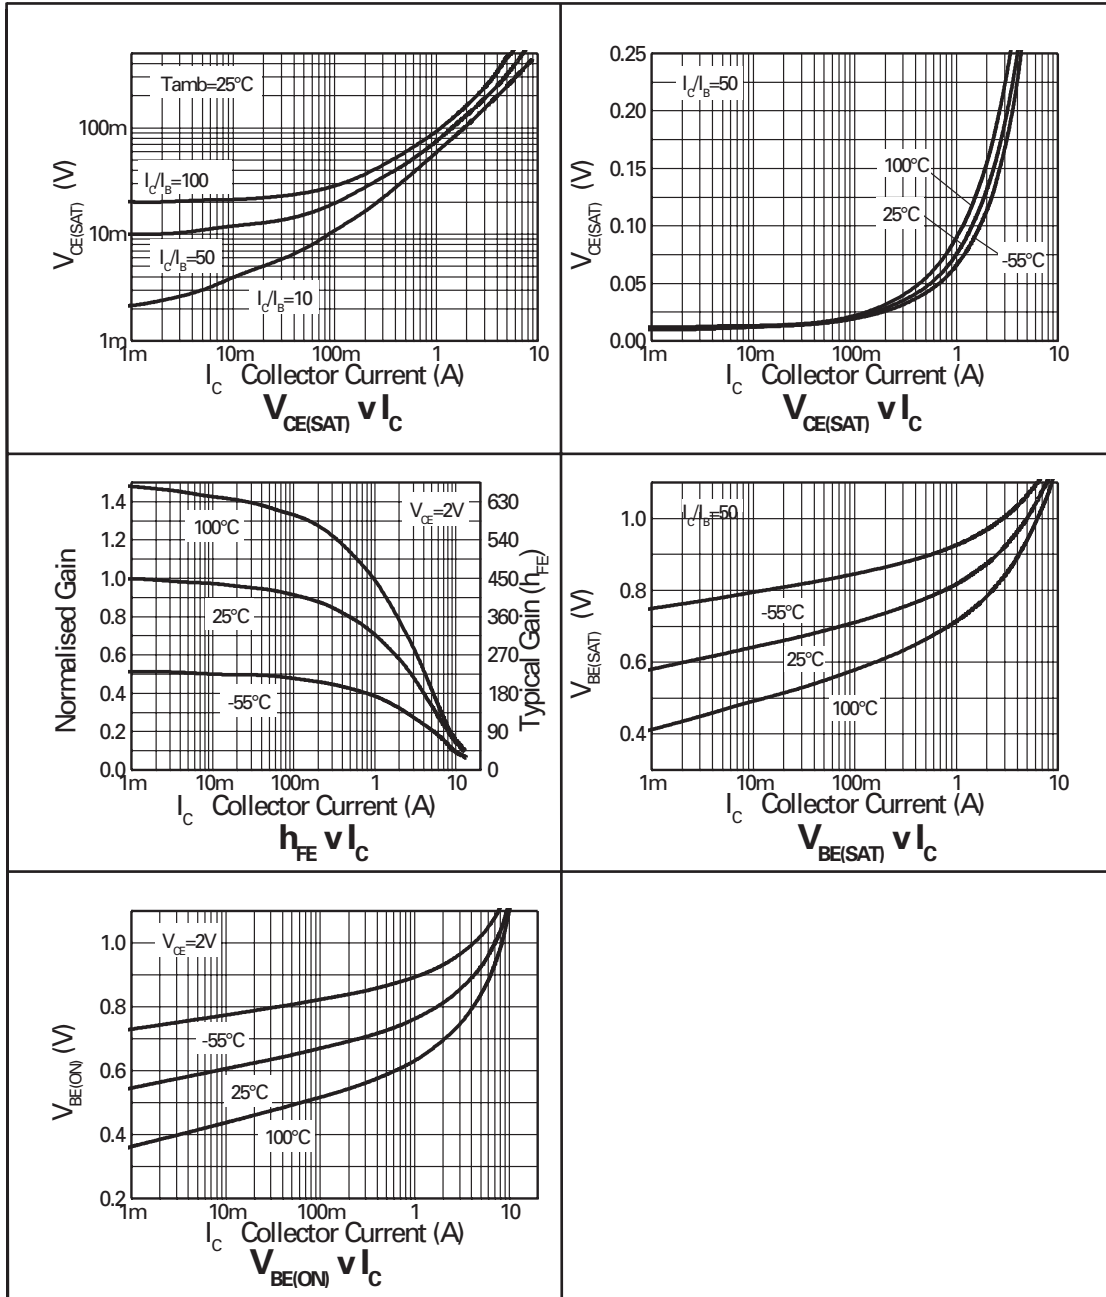 Tamb=25°C
I_C/I_B=100
I_C/I_B=50
I_C/I_B=10
100m
10m
1m
V_CE(SAT) (V)
1m 10m 100m 1 10
I_C Collector Current (A)
V_CE(SAT) v I_C
I_C/I_B=50
100°C
25°C
-55°C
0.25
0.20
0.15
0.10
0.05
0.00
V_CE(SAT) (V)
1m 10m 100m 1 10
I_C Collector Current (A)
V_CE(SAT) v I_C
V_CE=2V
100°C
25°C
-55°C
1.4
1.2
1.0
0.8
0.6
0.4
0.2
0.0
Normalised Gain
630
540
450
360
270
180
90
0
Typical Gain (h_FE)
1m 10m 100m 1 10
I_C Collector Current (A)
h_FE v I_C
I_C/I_B=50
-55°C
25°C
100°C
1.0
0.8
0.6
0.4
V_BE(SAT) (V)
1m 10m 100m 1 10
I_C Collector Current (A)
V_BE(SAT) v I_C
V_CE=2V
-55°C
25°C
100°C
1.0
0.8
0.6
0.4
0.2
V_BE(ON) (V)
1m 10m 100m 1 10
I_C Collector Current (A)
V_BE(ON) v I_C